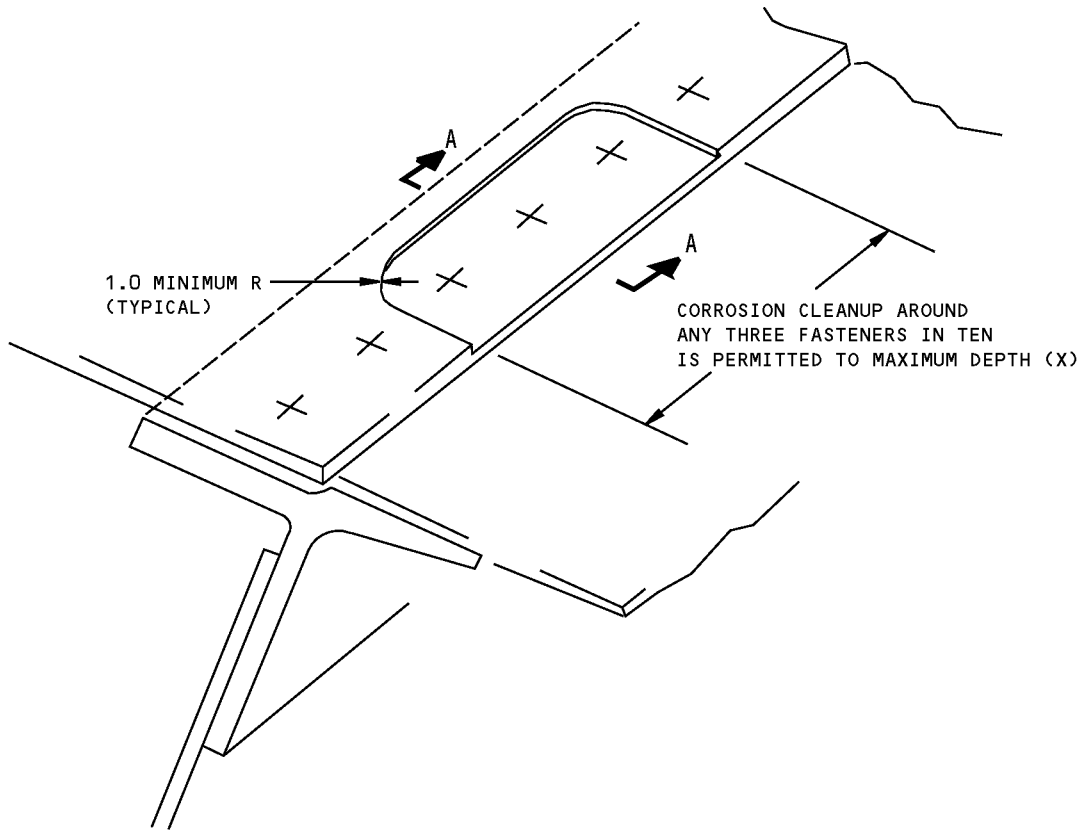 A
A
1.0 MINIMUM R
(TYPICAL)
CORROSION CLEANUP AROUND
ANY THREE FASTENERS IN TEN
IS PERMITTED TO MAXIMUM DEPTH (X)